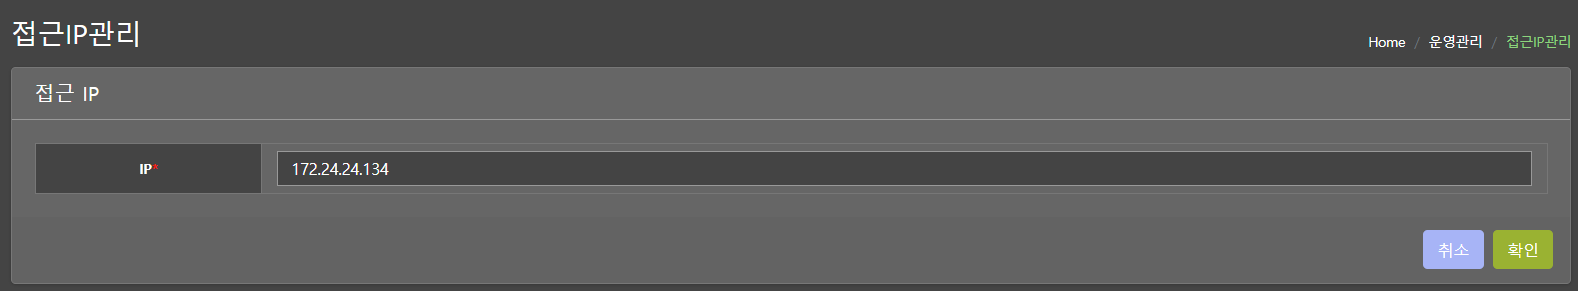 접근IP관리
Home / 운영관리 / 접근IP관리
접근 IP
IP* 172.24.24.134
취소 확인